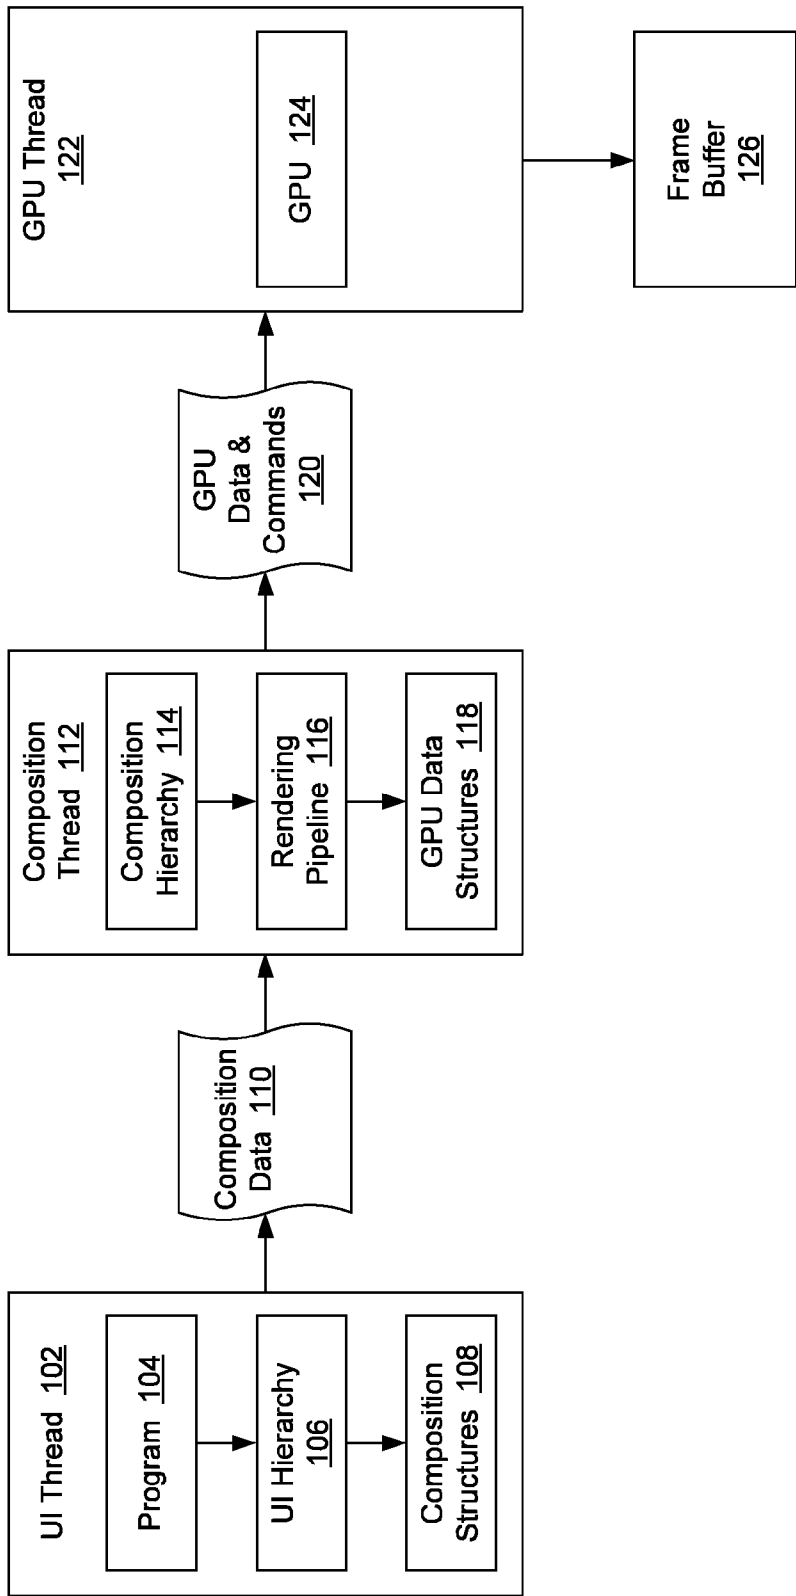 UI Thread 102
Program 104
UI Hierarchy
106
Composition
Structures 108
Composition
Data 110
Composition
Thread 112
Composition
Hierarchy 114
Rendering
Pipeline 116
GPU Data
Structures 118
GPU
Data &
Commands
120
GPU Thread
122
GPU 124
Frame
Buffer
126